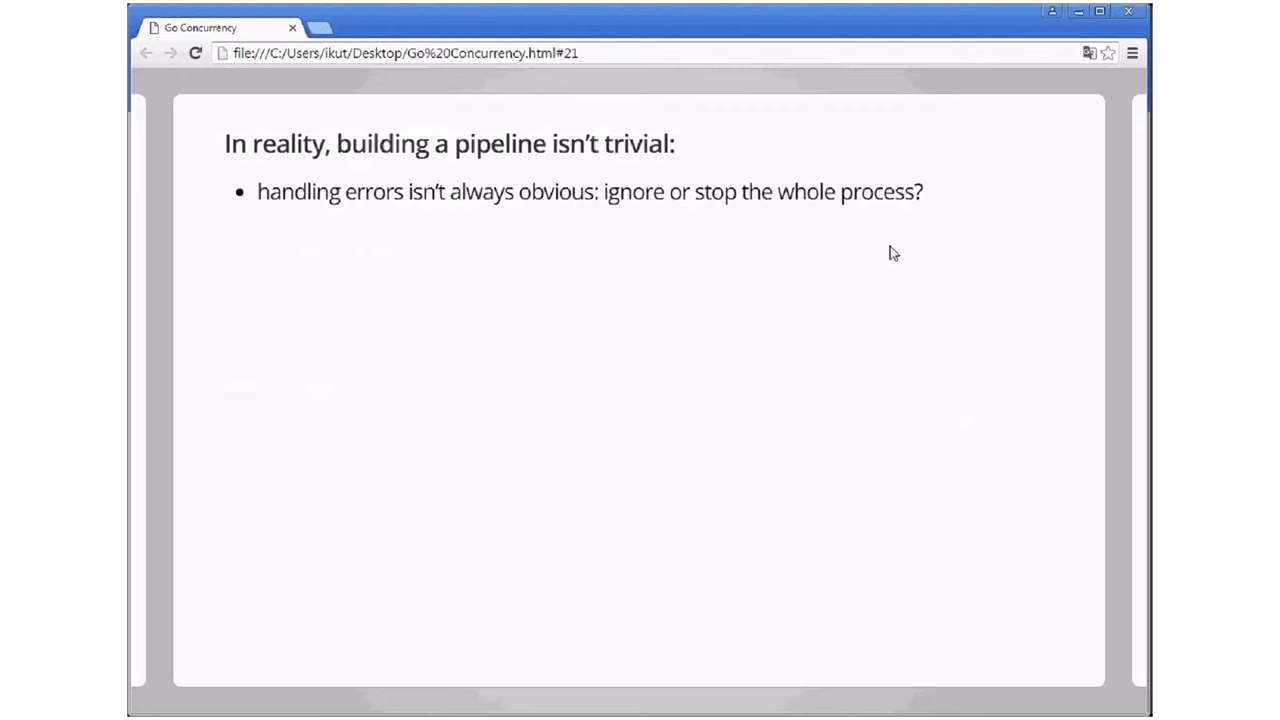 Go Concurrency
file:///C:/Users/ikut/Desktop/Go%20Concurrency.html#21
In reality, building a pipeline isn't trivial:
• handling errors isn't always obvious: ignore or stop the whole process?